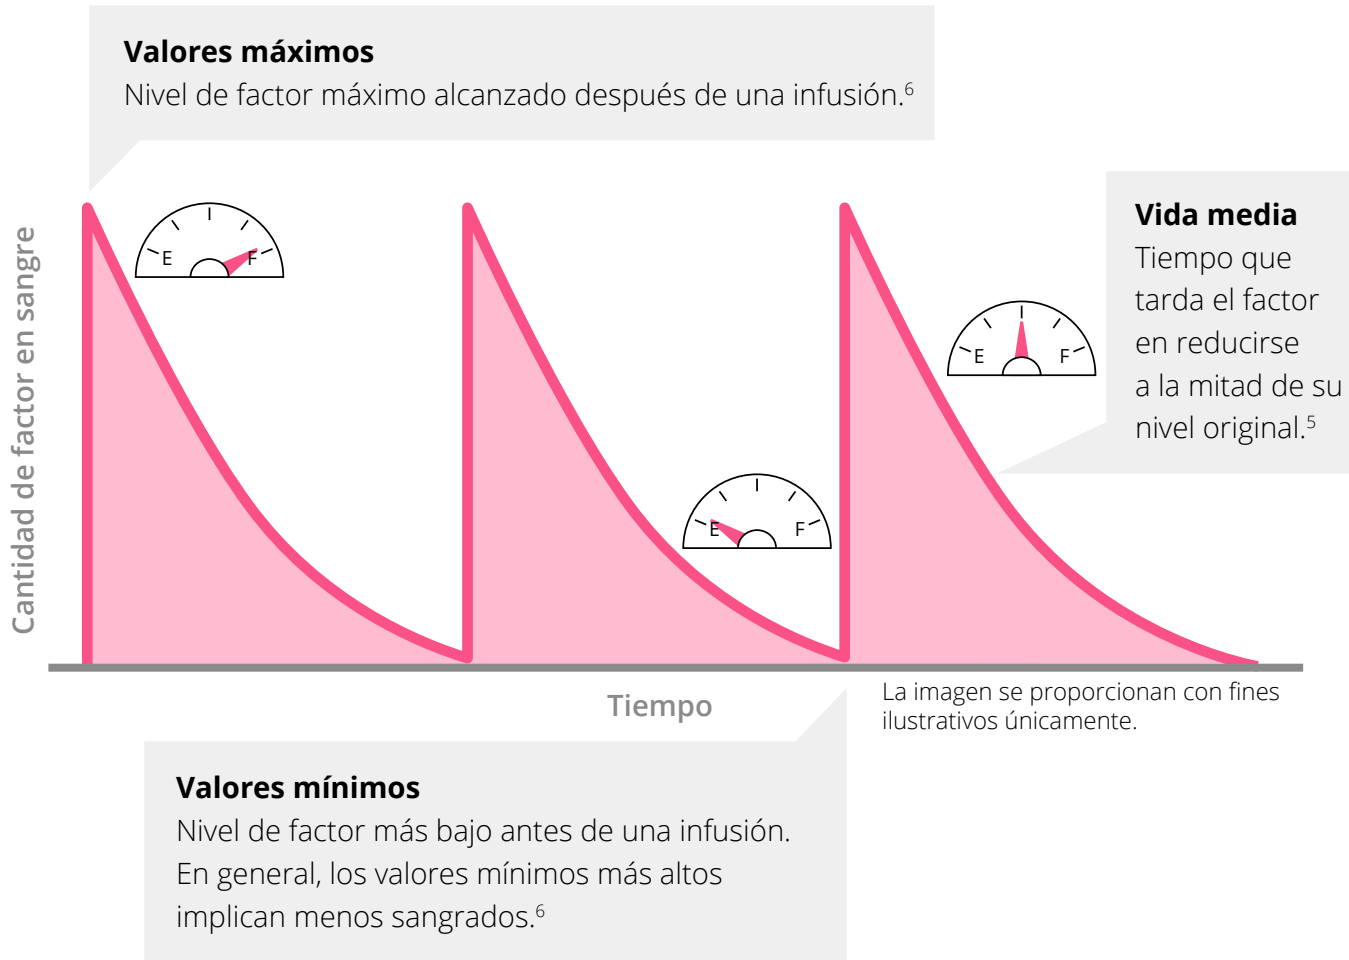 Valores máximos
Nivel de factor máximo alcanzado después de una infusión.⁶
Cantidad de factor en sangre
E F
Vida media
Tiempo que
tarda el factor
en reducirse
a la mitad de su
nivel original.⁵
E F
E F
Tiempo
La imagen se proporcionan con fines
ilustrativos únicamente.
Valores mínimos
Nivel de factor más bajo antes de una infusión.
En general, los valores mínimos más altos
implican menos sangrados.⁶